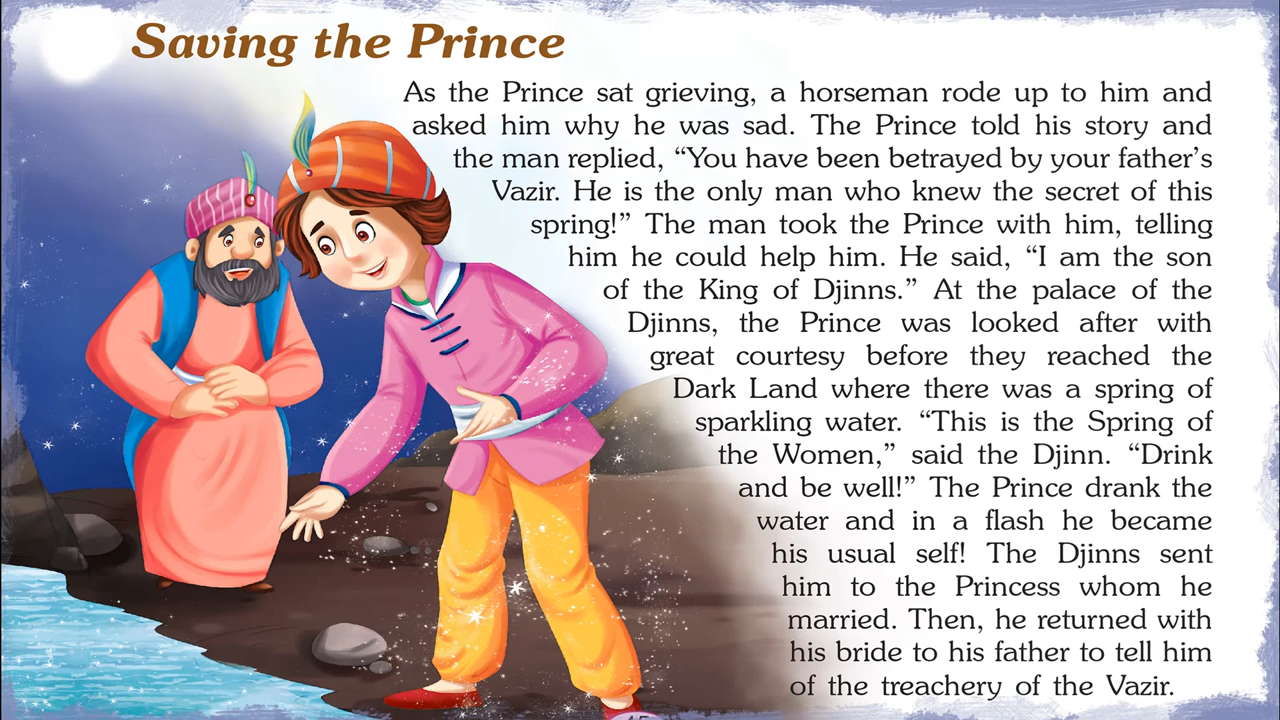 Saving the Prince
As the Prince sat grieving, a horseman rode up to him and
asked him why he was sad. The Prince told his story and
the man replied, “You have been betrayed by your father’s
Vazir. He is the only man who knew the secret of this
spring!” The man took the Prince with him, telling
him he could help him. He said, “I am the son
of the King of Djinns.” At the palace of the
Djinns, the Prince was looked after with
great courtesy before they reached the
Dark Land where there was a spring of
sparkling water. “This is the Spring of
the Women,” said the Djinn. “Drink
and be well!” The Prince drank the
water and in a flash he became
his usual self! The Djinns sent
him to the Princess whom he
married. Then, he returned with
his bride to his father to tell him
of the treachery of the Vazir.